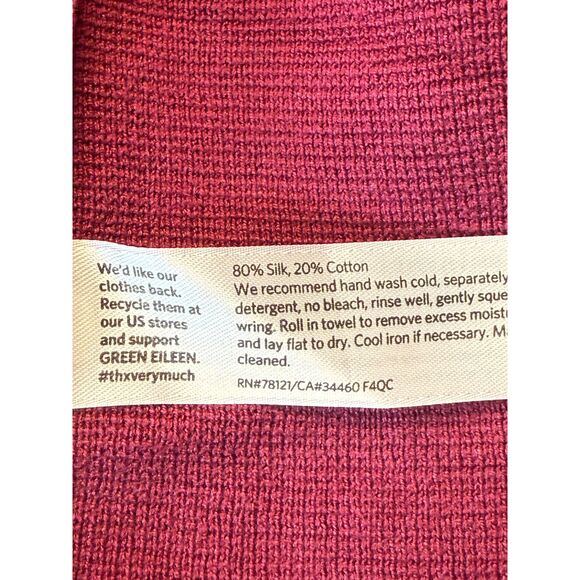 We'd like our
clothes back.
Recycle them at
our US stores
and support
GREEN EILEEN.
#thxverymuch
80% Silk, 20% Cotton
We recommend hand wash cold, separately
detergent, no bleach, rinse well, gently
wring. Roll in towel to remove excess
and lay flat to dry. Cool iron if necessary.
cleaned.
RN#78121/CA#34460 F4QC